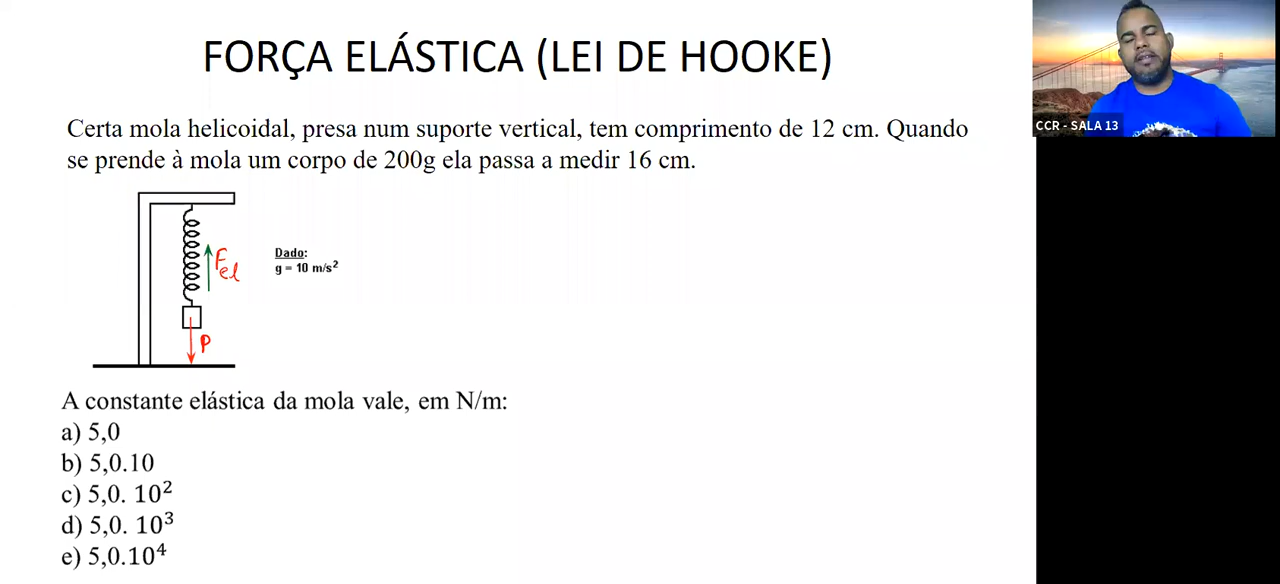 FORÇA ELÁSTICA (LEI DE HOOKE)
CCR - SALA 13
Certa mola helicoidal, presa num suporte vertical, tem comprimento de 12 cm. Quando
se prende à mola um corpo de 200g ela passa a medir 16 cm.
Fel
Dado:
g = 10 m/s²
P
A constante elástica da mola vale, em N/m:
a) 5,0
b) 5,0.10
c) 5,0. 10²
d) 5,0. 10³
e) 5,0.10⁴